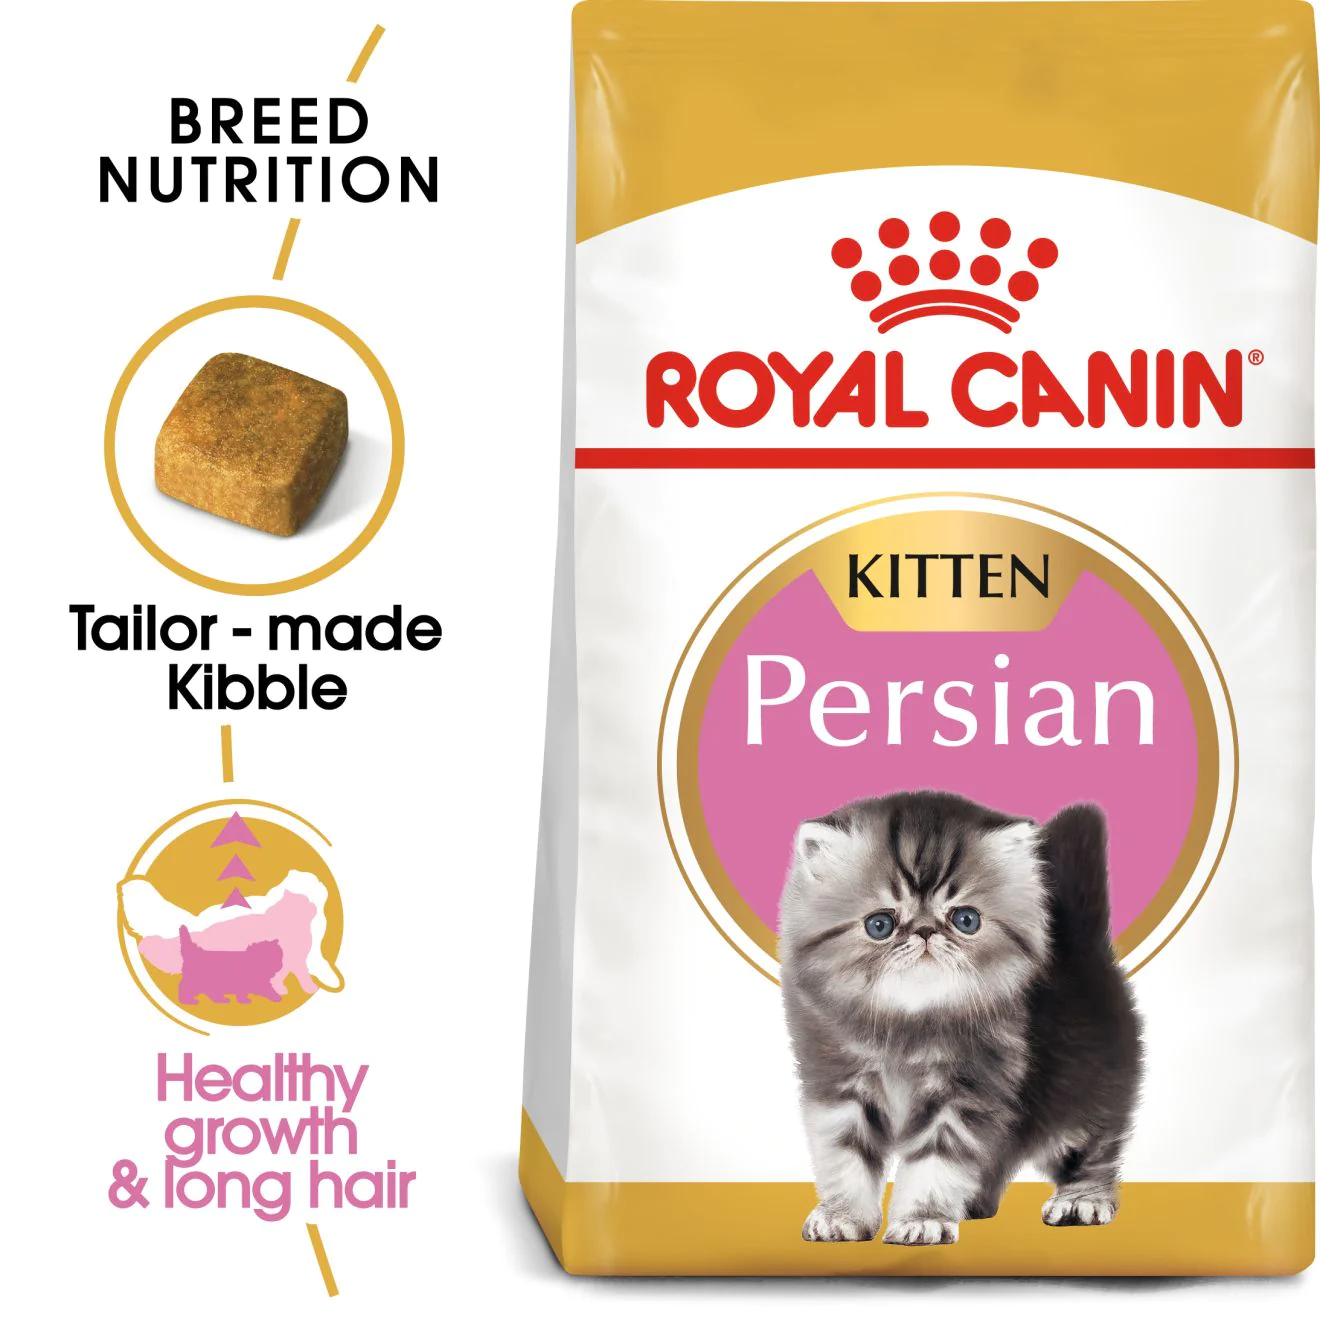 BREED
NUTRITION
Tailor - made
Kibble
Healthy
growth
& long hair
ROYAL CANIN®
KITTEN
Persian